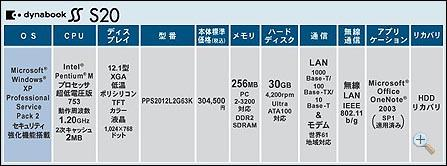 dynabook SS S20
OS
CPU
ディス
プレイ
型番
本体標準
価格(税込)
メモリ
ハード
ディスク
通信
無線
通信
アプリ
ケーション
リカバリ
Microsoft®
Windows®
XP
Professional
Service
Pack 2
セキュリティ
強化機能搭載
Intel®
Pentium®M
プロセッサ
超低電圧版
753
動作周波数
1.20GHz
2次キャッシュ
2MB
12.1型
XGA
低温
ポリシリコン
TFT
カラー
液晶
1,024×768
ドット
PPS2012L2G63K
304,500
円
256MB
PC
2-3200
対応
DDR2
SDRAM
30GB
4,200rpm
Ultra
ATA100
対応
LAN
1000
Base-T/
100
Base-TX/
10 Base-
T
&
モデム
世界61
地域対応
無線
LAN
IEEE
802.11
b/g
Microsoft®
Office
OneNote®
2003
(SP1
適用済み)
HDD
リカバリ